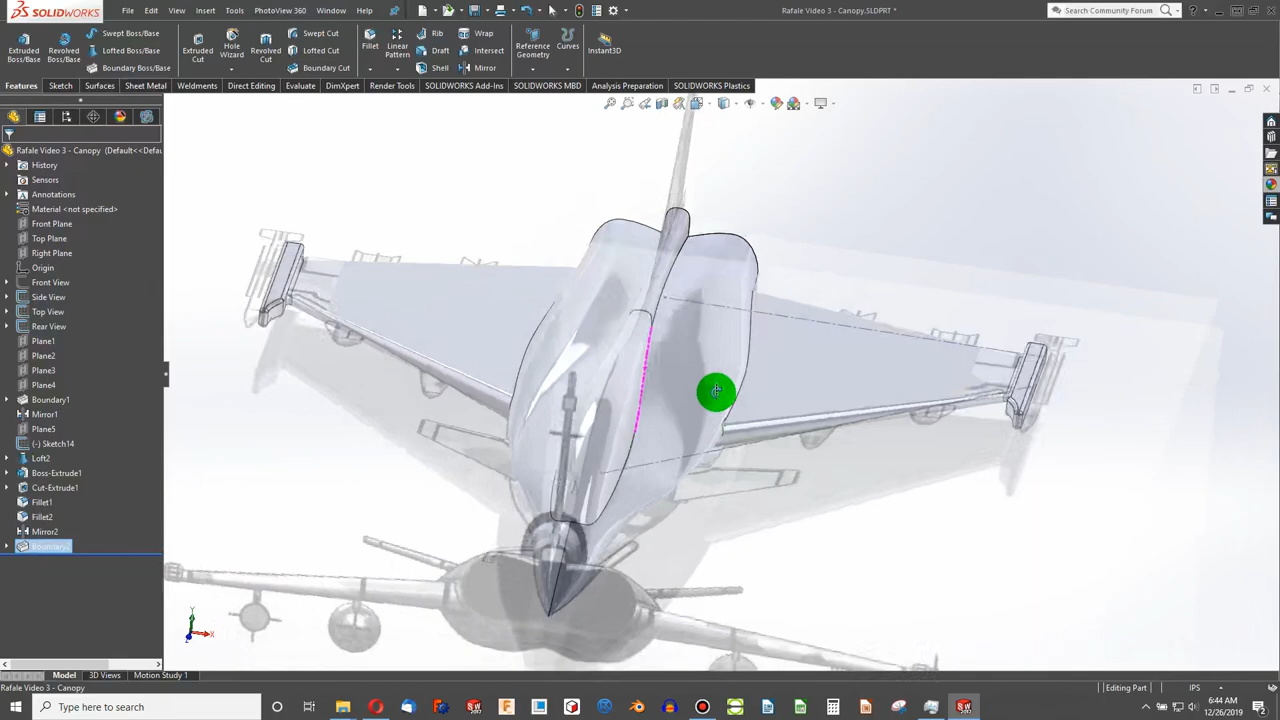 SOLIDWORKS
File Edit View Insert Tools PhotoView 360 Window Help
Rafale Video 3 - Canopy.SLDPRT *
Search Community Forum
Extruded Boss/Base
Revolved Boss/Base
Swept Boss/Base
Lofted Boss/Base
Boundary Boss/Base
Extruded Cut
Hole Wizard
Revolved Cut
Swept Cut
Lofted Cut
Boundary Cut
Fillet
Linear Pattern
Rib
Draft
Shell
Wrap
Intersect
Mirror
Reference Geometry
Curves
Instant3D
Features Sketch Surfaces Sheet Metal Weldments Direct Editing Evaluate DimXpert Render Tools SOLIDWORKS Add-Ins SOLIDWORKS MBD Analysis Preparation SOLIDWORKS Plastics
Rafale Video 3 - Canopy (Default<<Defau
History
Sensors
Annotations
Material <not specified>
Front Plane
Top Plane
Right Plane
Origin
Front View
Side View
Top View
Rear View
Plane1
Plane2
Plane3
Plane4
Boundary1
Mirror1
Plane5
(-) Sketch14
Loft2
Boss-Extrude1
Cut-Extrude1
Fillet1
Fillet2
Mirror2
Boundary2
Y
X
Z
Model 3D Views Motion Study 1
Rafale Video 3 - Canopy
Editing Part
IPS
Type here to search
6:44 AM
12/26/2019